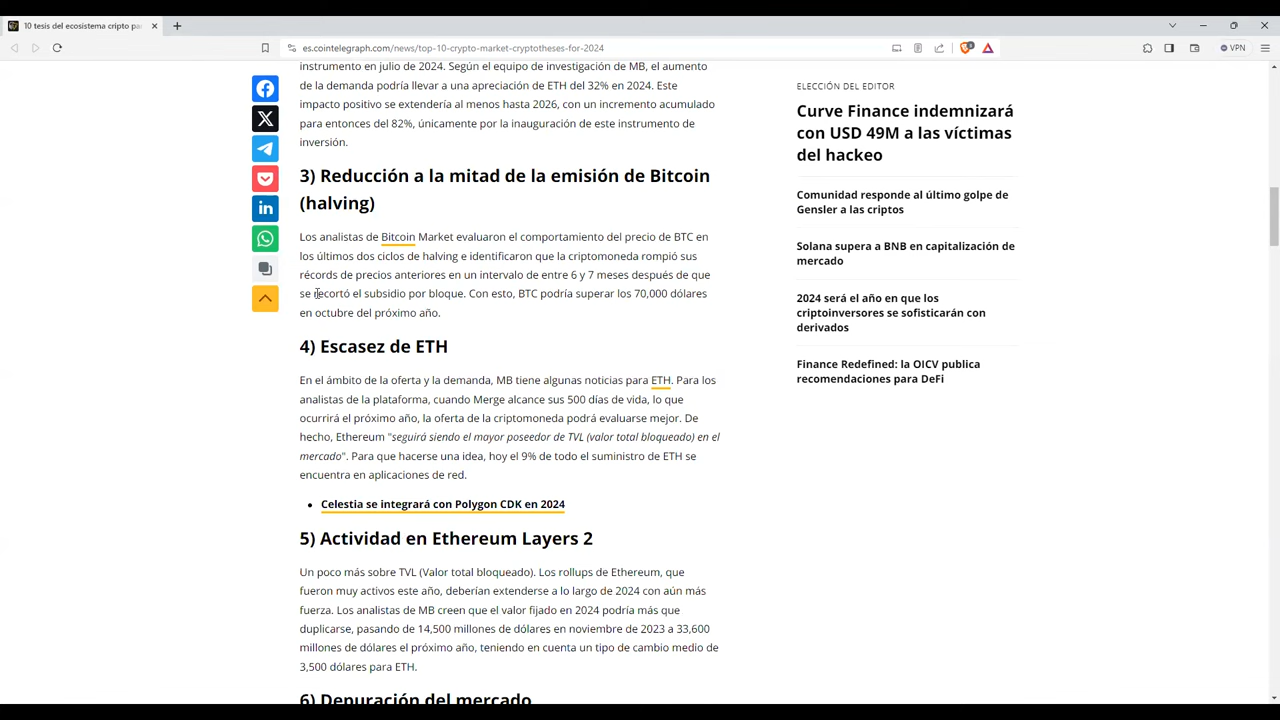 10 tesis del ecosistema cripto pa
es.cointelegraph.com/news/top-10-crypto-market-cryptotheses-for-2024
VPN
instrumento en julio de 2024. Según el equipo de investigación de MB, el aumento
de la demanda podría llevar a una apreciación de ETH del 32% en 2024. Este
impacto positivo se extendería al menos hasta 2026, con un incremento acumulado
para entonces del 82%, únicamente por la inauguración de este instrumento de
inversión.
3) Reducción a la mitad de la emisión de Bitcoin
(halving)
Los analistas de Bitcoin Market evaluaron el comportamiento del precio de BTC en
los últimos dos ciclos de halving e identificaron que la criptomoneda rompió sus
récords de precios anteriores en un intervalo de entre 6 y 7 meses después de que
se recortó el subsidio por bloque. Con esto, BTC podría superar los 70,000 dólares
en octubre del próximo año.
4) Escasez de ETH
En el ámbito de la oferta y la demanda, MB tiene algunas noticias para ETH. Para los
analistas de la plataforma, cuando Merge alcance sus 500 días de vida, lo que
ocurrirá el próximo año, la oferta de la criptomoneda podrá evaluarse mejor. De
hecho, Ethereum "seguirá siendo el mayor poseedor de TVL (valor total bloqueado) en el
mercado". Para que hacerse una idea, hoy el 9% de todo el suministro de ETH se
encuentra en aplicaciones de red.
• Celestia se integrará con Polygon CDK en 2024
5) Actividad en Ethereum Layers 2
Un poco más sobre TVL (Valor total bloqueado). Los rollups de Ethereum, que
fueron muy activos este año, deberían extenderse a lo largo de 2024 con aún más
fuerza. Los analistas de MB creen que el valor fijado en 2024 podría más que
duplicarse, pasando de 14,500 millones de dólares en noviembre de 2023 a 33,600
millones de dólares el próximo año, teniendo en cuenta un tipo de cambio medio de
3,500 dólares para ETH.
6) Depuración del mercado
ELECCIÓN DEL EDITOR
Curve Finance indemnizará
con USD 49M a las víctimas
del hackeo
Comunidad responde al último golpe de
Gensler a las criptos
Solana supera a BNB en capitalización de
mercado
2024 será el año en que los
criptoinversores se sofisticarán con
derivados
Finance Redefined: la OICV publica
recomendaciones para DeFi